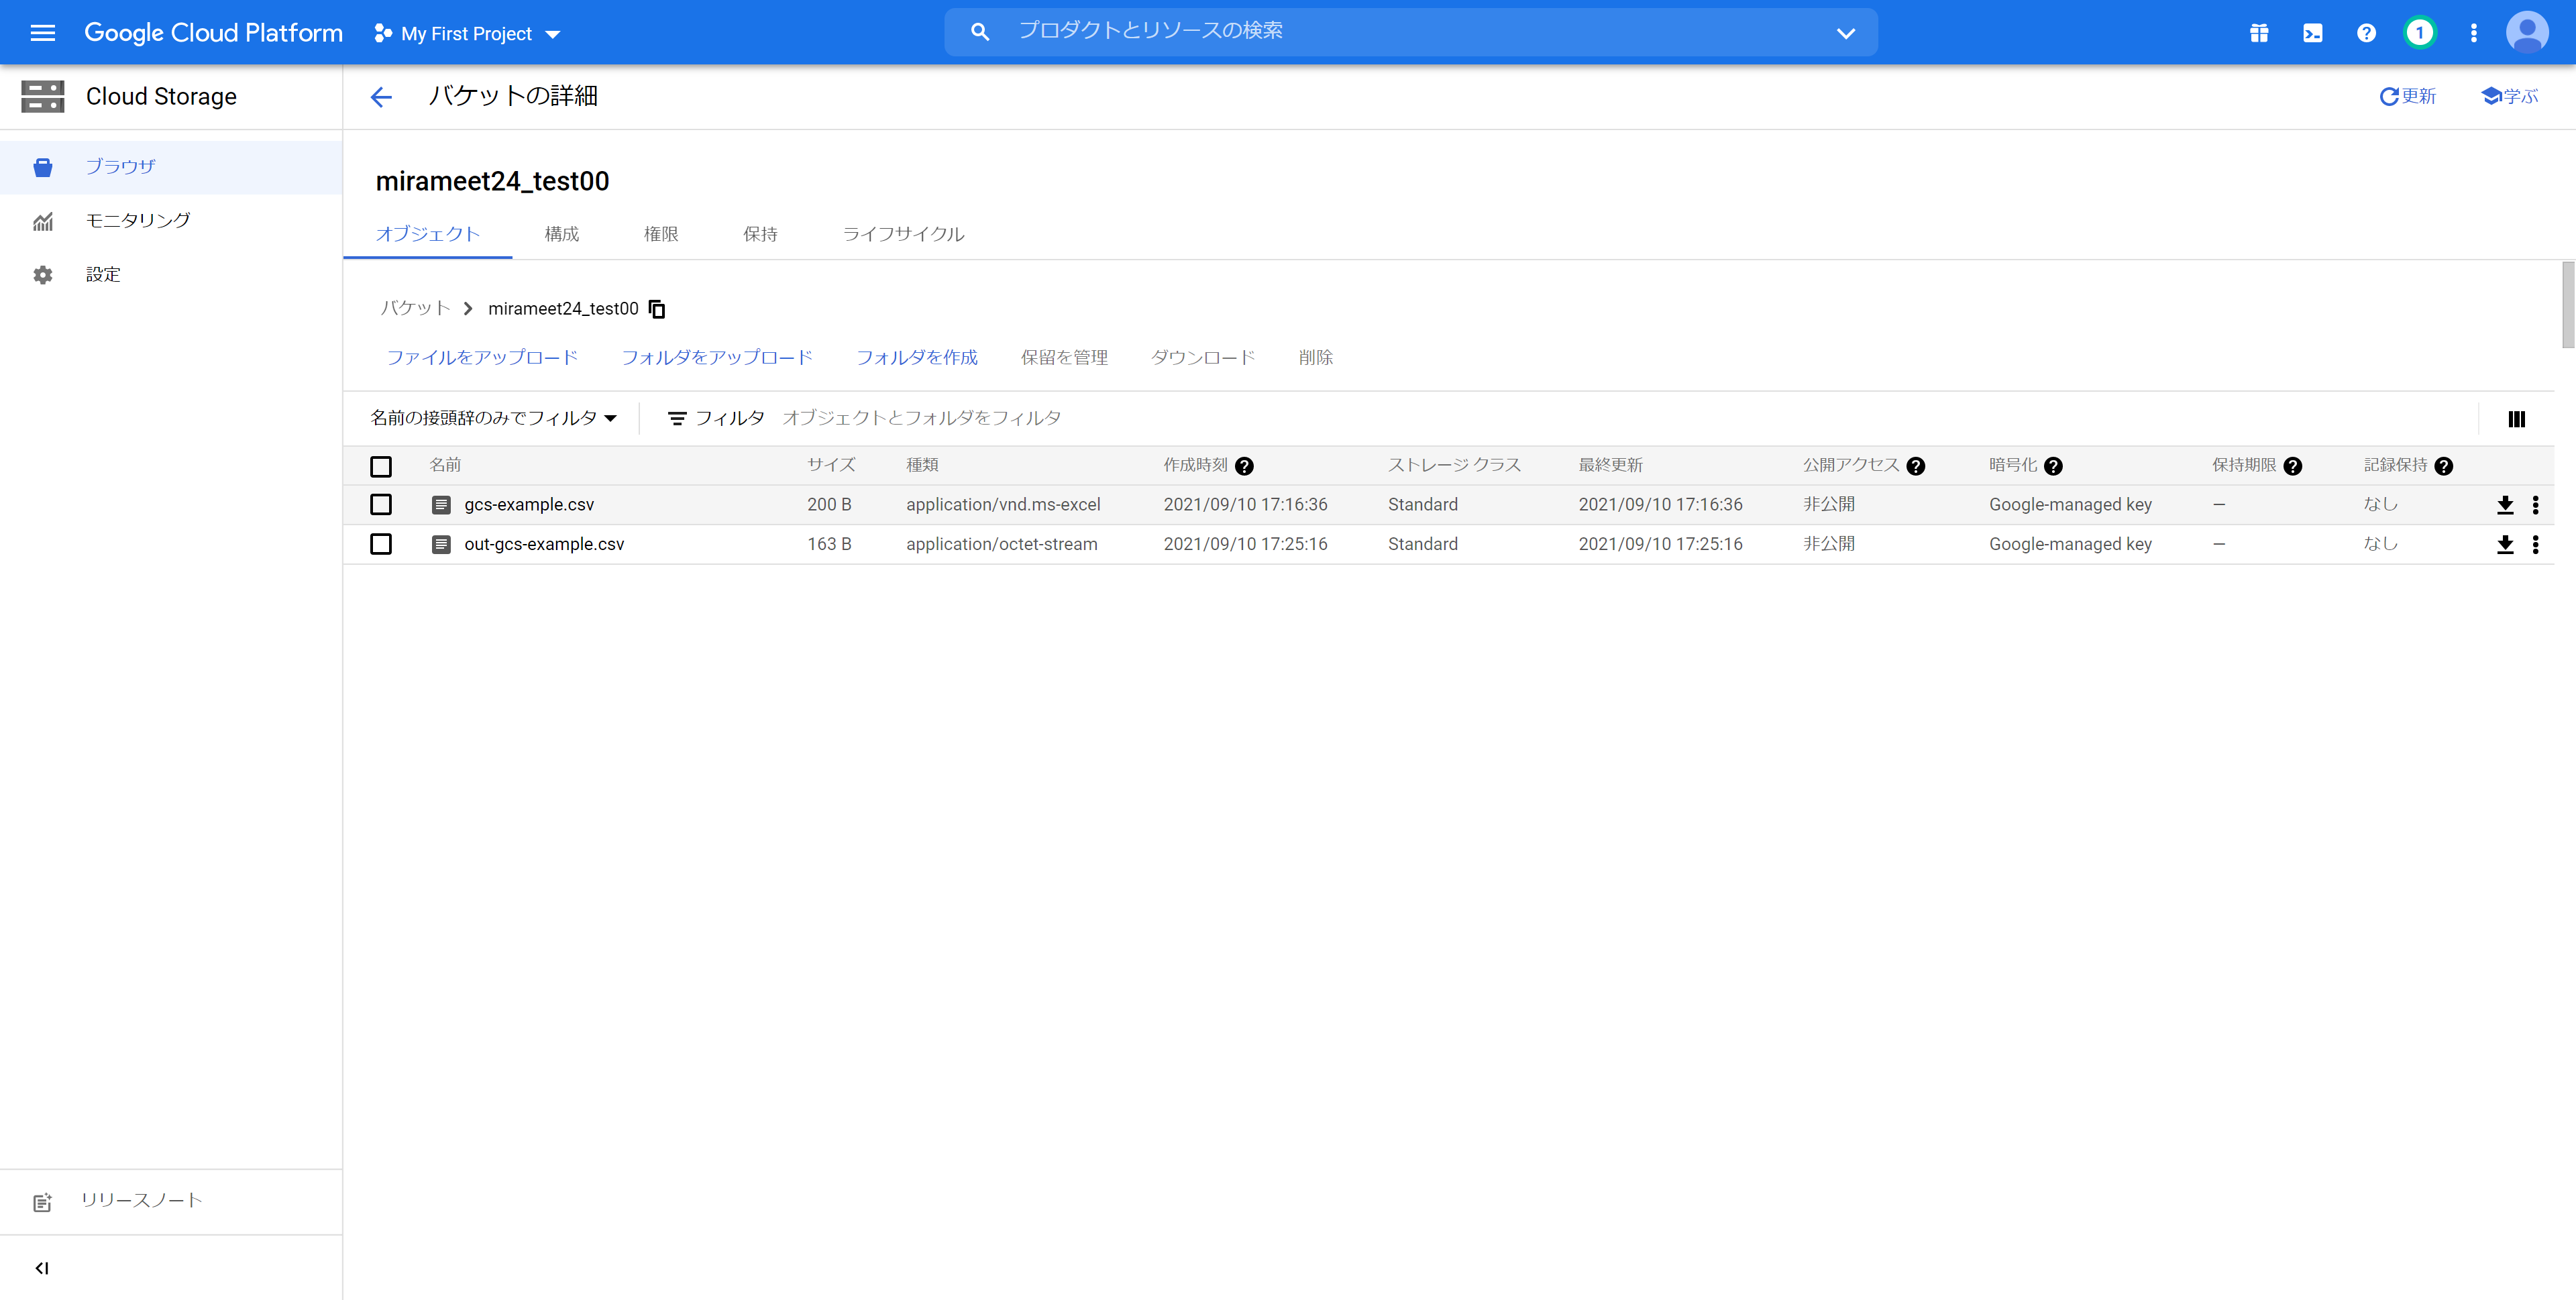 Google Cloud Platform My First Project プロダクトとリソースの検索 1
Cloud Storage
ブラウザ
モニタリング
設定
リリースノート
バケットの詳細 更新 学ぶ
mirameet24_test00
オブジェクト 構成 権限 保持 ライフサイクル
バケット mirameet24_test00
ファイルをアップロード フォルダをアップロード フォルダを作成 保留を管理 ダウンロード 削除
名前の接頭辞のみでフィルタ フィルタ オブジェクトとフォルダをフィルタ
名前 サイズ 種類 作成時刻 ストレージ クラス 最終更新 公開アクセス 暗号化 保持期限 記録保持
gcs-example.csv 200 B application/vnd.ms-excel 2021/09/10 17:16:36 Standard 2021/09/10 17:16:36 非公開 Google-managed key — なし
out-gcs-example.csv 163 B application/octet-stream 2021/09/10 17:25:16 Standard 2021/09/10 17:25:16 非公開 Google-managed key — なし